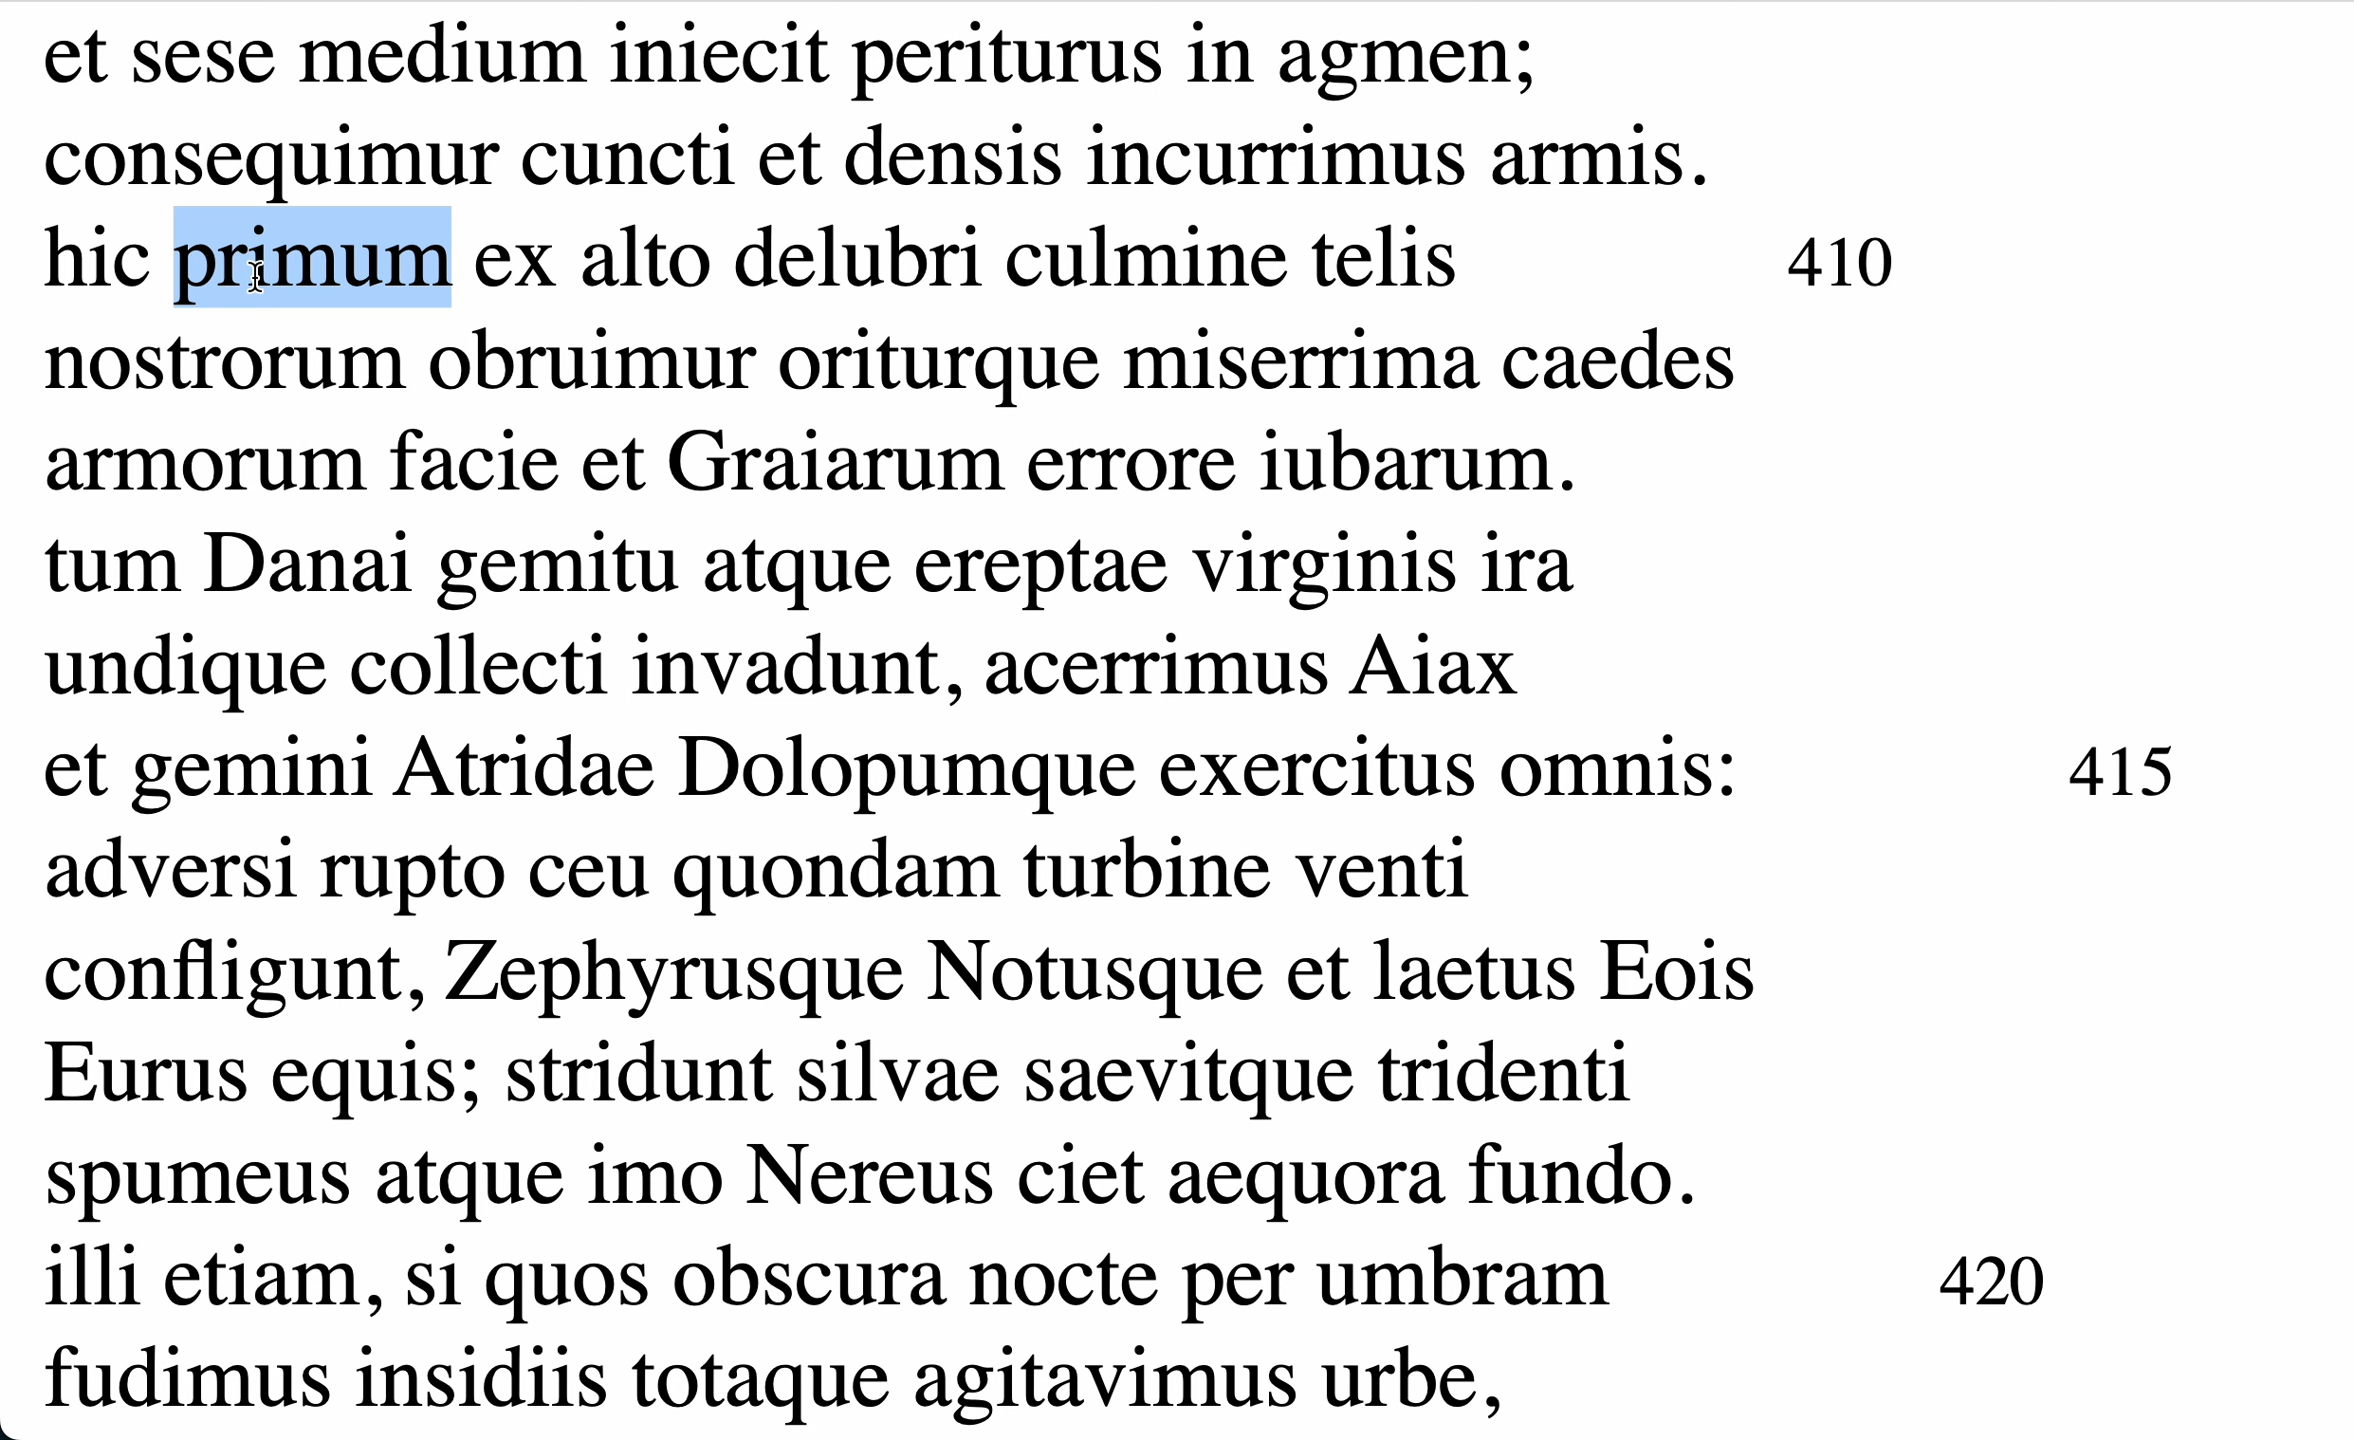 et sese medium iniecit periturus in agmen;
consequimur cuncti et densis incurrimus armis.
hic primum ex alto delubri culmine telis 410
nostrorum obruimur oriturque miserrima caedes
armorum facie et Graiarum errore iubarum.
tum Danai gemitu atque ereptae virginis ira
undique collecti invadunt, acerrimus Aiax
et gemini Atridae Dolopumque exercitus omnis: 415
adversi rupto ceu quondam turbine venti
confligunt, Zephyrusque Notusque et laetus Eois
Eurus equis; stridunt silvae saevitque tridenti
spumeus atque imo Nereus ciet aequora fundo.
illi etiam, si quos obscura nocte per umbram 420
fudimus insidiis totaque agitavimus urbe,